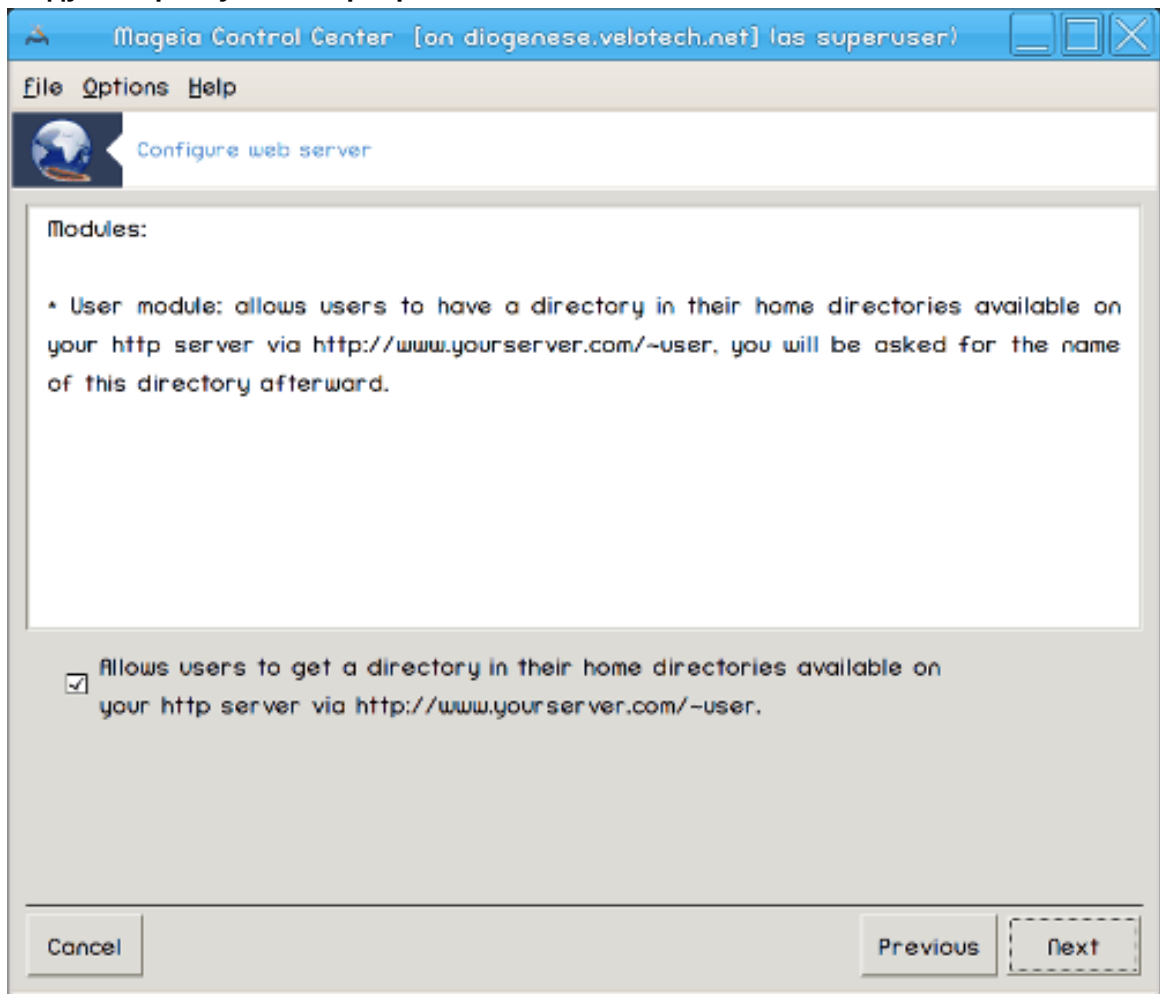 Mageia Control Center [on diogenese.velotech.net] (as superuser)
File Options Help
Configure web server
Modules:
* User module: allows users to have a directory in their home directories available on
your http server via http://www.yourserver.com/~user, you will be asked for the name
of this directory afterward.
Allows users to get a directory in their home directories available on
your http server via http://www.yourserver.com/~user.
Cancel
Previous
Next